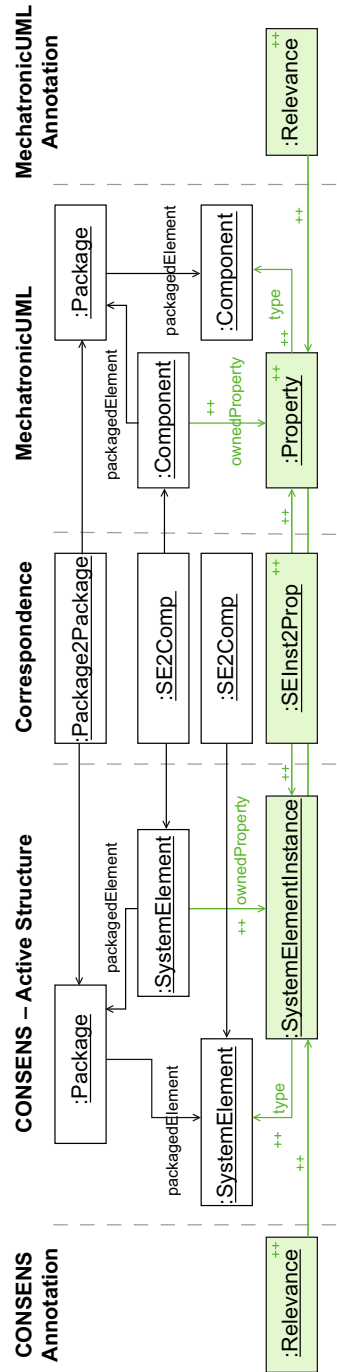 CONSENS
Annotation
CONSENS – Active Structure
Correspondence
MechatronicUML
MechatronicUML
Annotation
:Package
:Package2Package
:Package
packagedElement
packagedElement
packagedElement
packagedElement
:SystemElement
:SE2Comp
:Component
:SystemElement
:SE2Comp
:Component
++
type
++ ownedProperty
++
ownedProperty
++
type
++
:Relevance
++
:SystemElementInstance
++
++
:SEInst2Prop
++
++
:Property
++
++
:Relevance
++